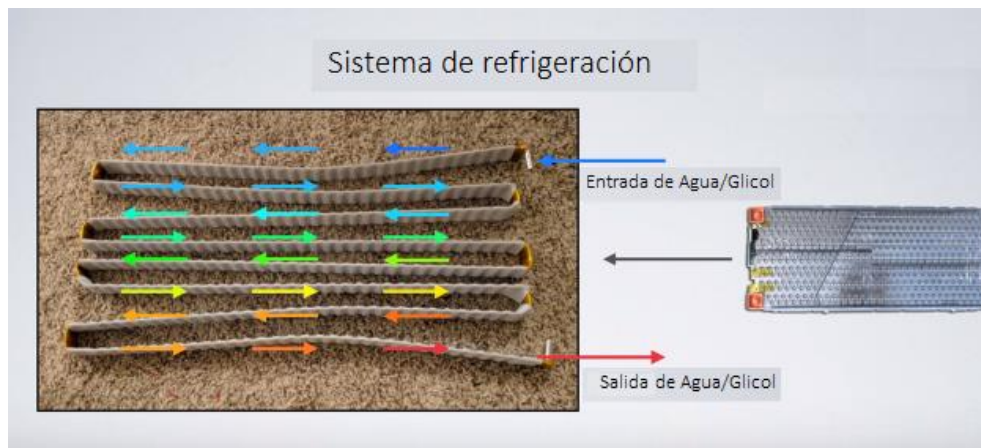 Sistema de refrigeración
Entrada de Agua/Glicol
Salida de Agua/Glicol